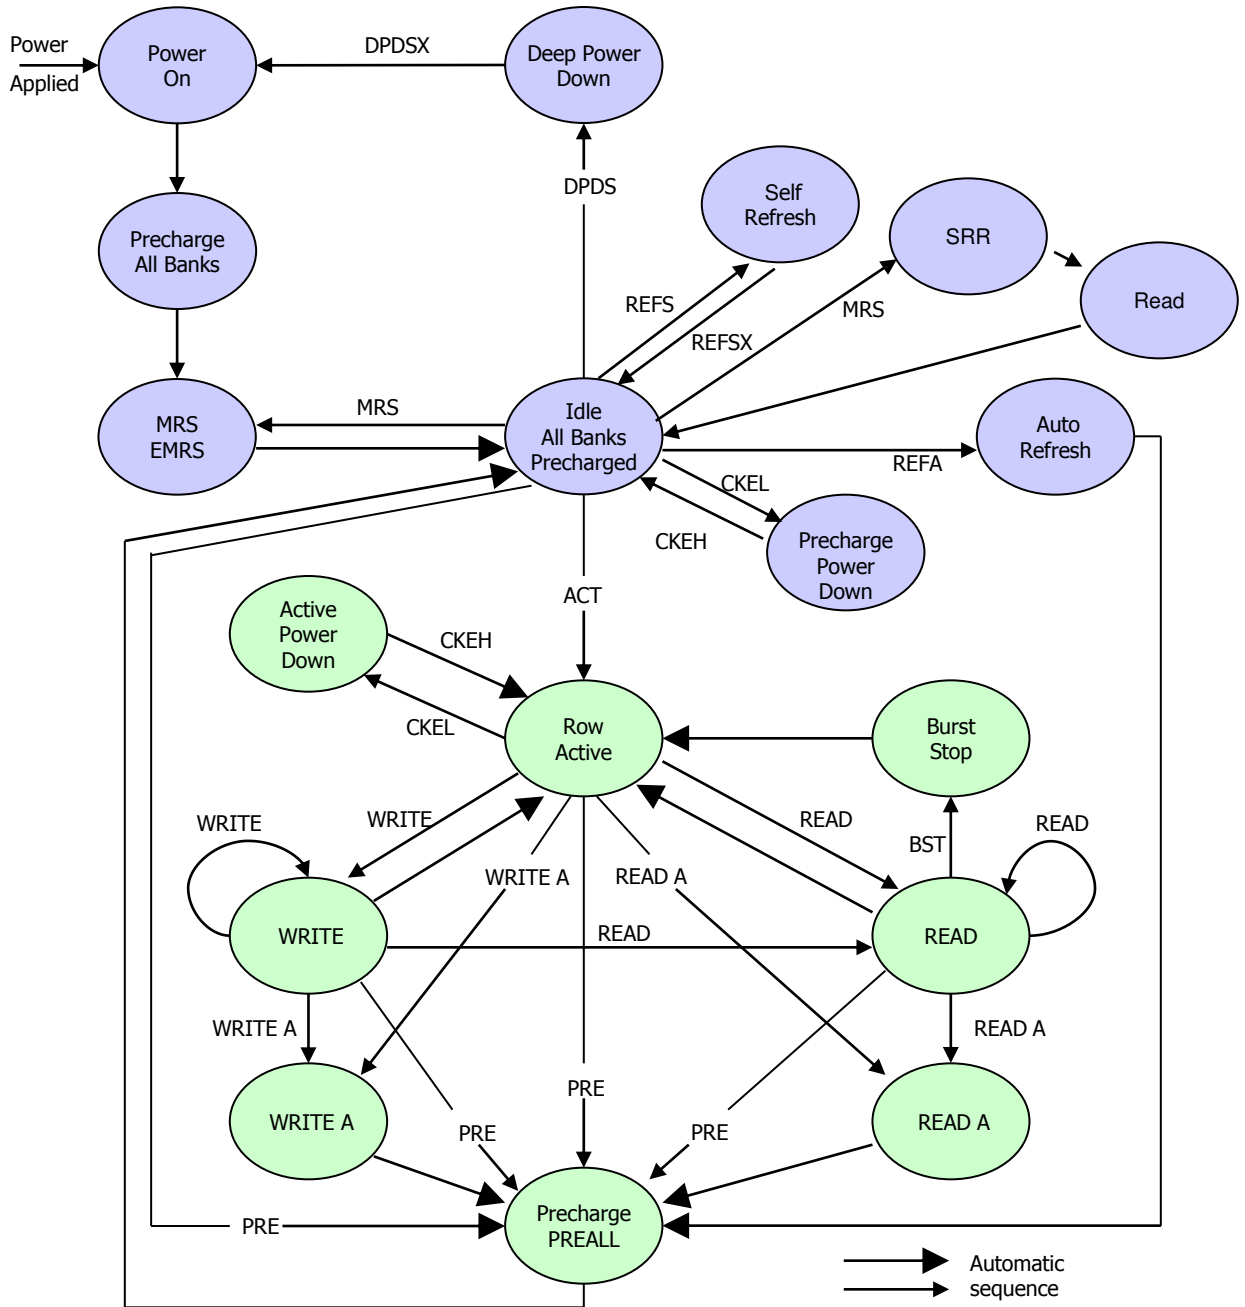 Power
Applied
Power
On
DPDSX
Deep Power
Down
DPDS
Self
Refresh
SRR
Read
Precharge
All Banks
REFS
REFSX
MRS
MRS
EMRS
MRS
Idle
All Banks
Precharged
Auto
Refresh
REFA
CKEL
CKEH
Precharge
Power
Down
ACT
Active
Power
Down
CKEH
CKEL
Row
Active
Burst
Stop
WRITE
WRITE
READ
BST
READ
WRITE A
READ A
WRITE
READ
READ
WRITE A
READ A
WRITE A
PRE
PRE
PRE
READ A
PRE
Precharge
PREALL
Automatic
sequence